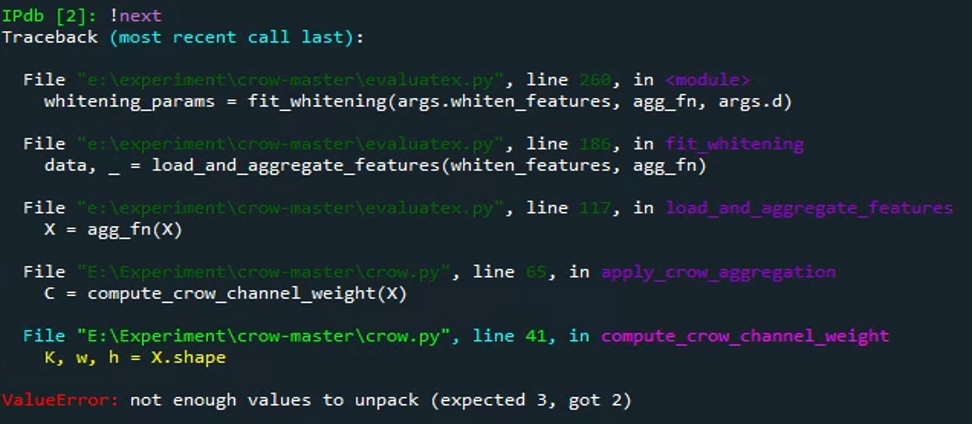 IPdb [2]: !next
Traceback (most recent call last):
File "e:\experiment\crow-master\evaluatex.py", line 260, in <module>
whitening_params = fit_whitening(args.whiten_features, agg_fn, args.d)
File "e:\experiment\crow-master\evaluatex.py", line 186, in fit_whitening
data, _ = load_and_aggregate_features(whiten_features, agg_fn)
File "e:\experiment\crow-master\evaluatex.py", line 117, in load_and_aggregate_features
X = agg_fn(X)
File "E:\Experiment\crow-master\crow.py", line 65, in apply_crow_aggregation
C = compute_crow_channel_weight(X)
File "E:\Experiment\crow-master\crow.py", line 41, in compute_crow_channel_weight
K, w, h = X.shape
ValueError: not enough values to unpack (expected 3, got 2)